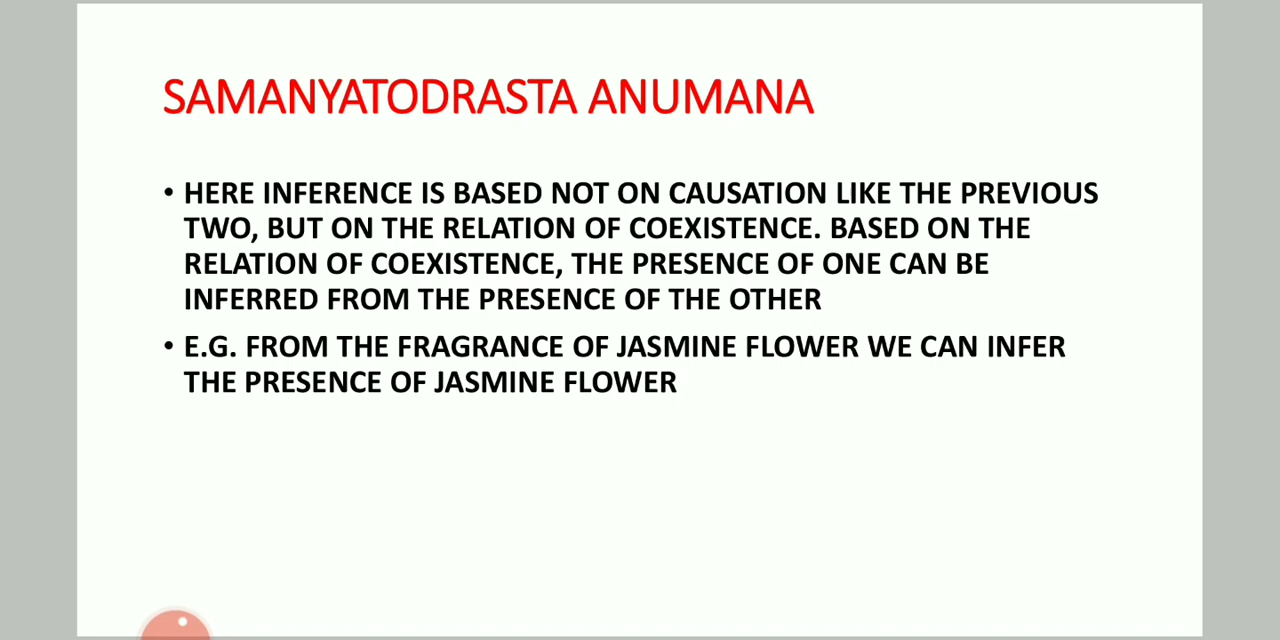 SAMANYATODRASTA ANUMANA
• HERE INFERENCE IS BASED NOT ON CAUSATION LIKE THE PREVIOUS
TWO, BUT ON THE RELATION OF COEXISTENCE. BASED ON THE
RELATION OF COEXISTENCE, THE PRESENCE OF ONE CAN BE
INFERRED FROM THE PRESENCE OF THE OTHER
• E.G. FROM THE FRAGRANCE OF JASMINE FLOWER WE CAN INFER
THE PRESENCE OF JASMINE FLOWER